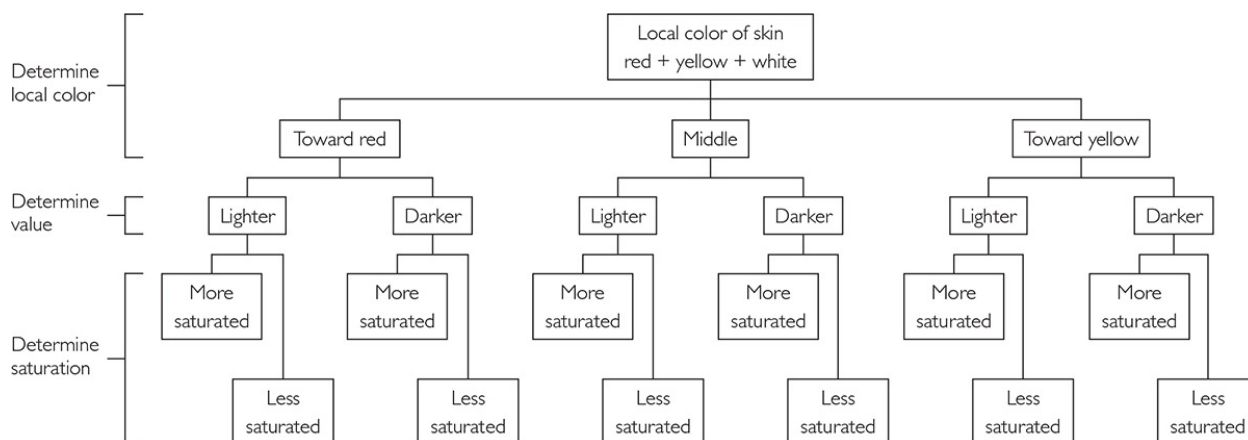 Determine
local color
Local color of skin
red + yellow + white
Toward red
Middle
Toward yellow
Determine
value
Lighter
Darker
Lighter
Darker
Lighter
Darker
Determine
saturation
More
saturated
More
saturated
More
saturated
More
saturated
More
saturated
More
saturated
Less
saturated
Less
saturated
Less
saturated
Less
saturated
Less
saturated
Less
saturated